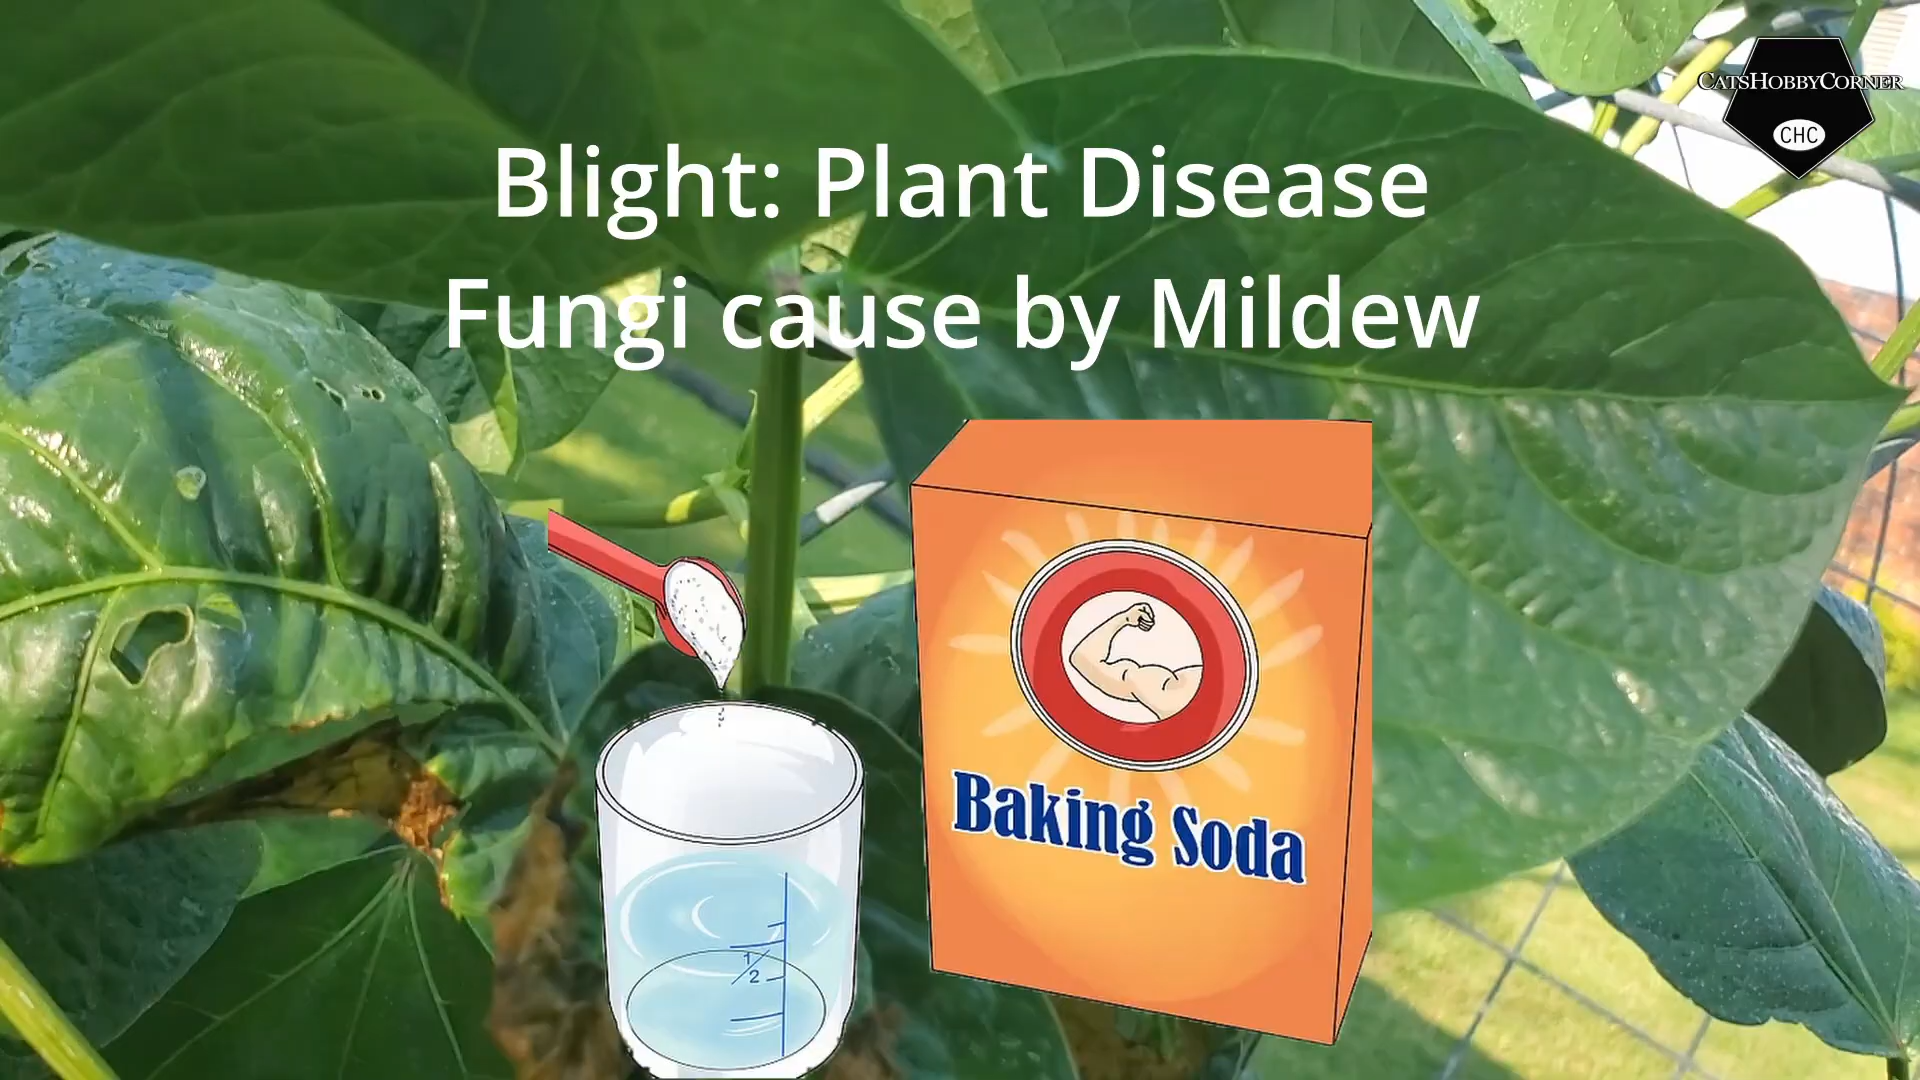 CATSHOBBYCORNER
CHC
Blight: Plant Disease
Fungi cause by Mildew
Baking Soda
1/2